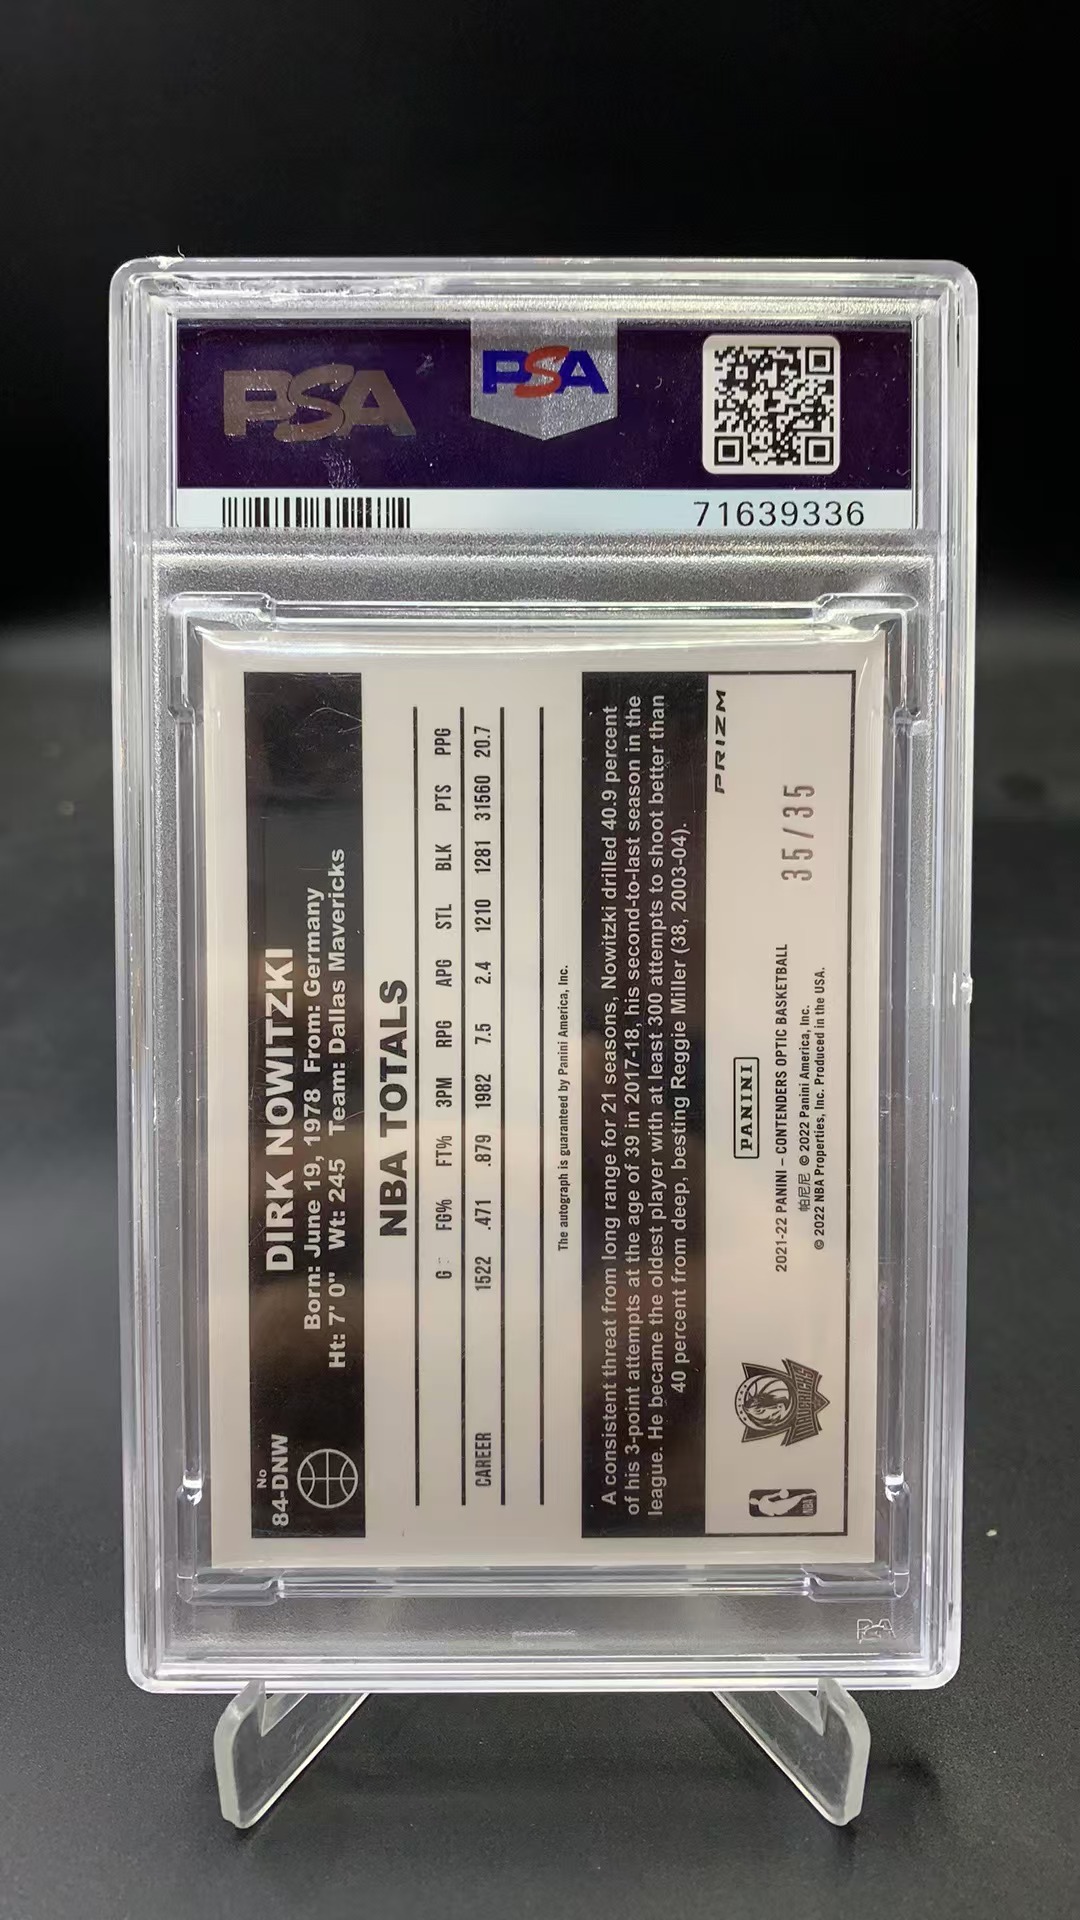 PSA
PSA
71639336
No
84-DNW
DIRK NOWITZKI
Born: June 19, 1978 From: Germany
Ht: 7' 0" Wt: 245 Team: Dallas Mavericks
NBA TOTALS
G FG% FT% 3PM RPG APG STL BLK PTS PPG
CAREER 1522 .471 .879 1982 7.5 2.4 1210 1281 31560 20.7
The autograph is guaranteed by Panini America, Inc.
A consistent threat from long range for 21 seasons, Nowitzki drilled 40.9 percent
of his 3-point attempts at the age of 39 in 2017-18, his second-to-last season in the
league. He became the oldest player with at least 300 attempts to shoot better than
40 percent from deep, besting Reggie Miller (38, 2003-04).
PRIZM
NBA
MAVERICKS
PANINI
35/35
2021-22 PANINI – CONTENDERS OPTIC BASKETBALL
帕尼尼 © 2022 Panini America, Inc.
© 2022 NBA Properties, Inc. Produced in the USA.